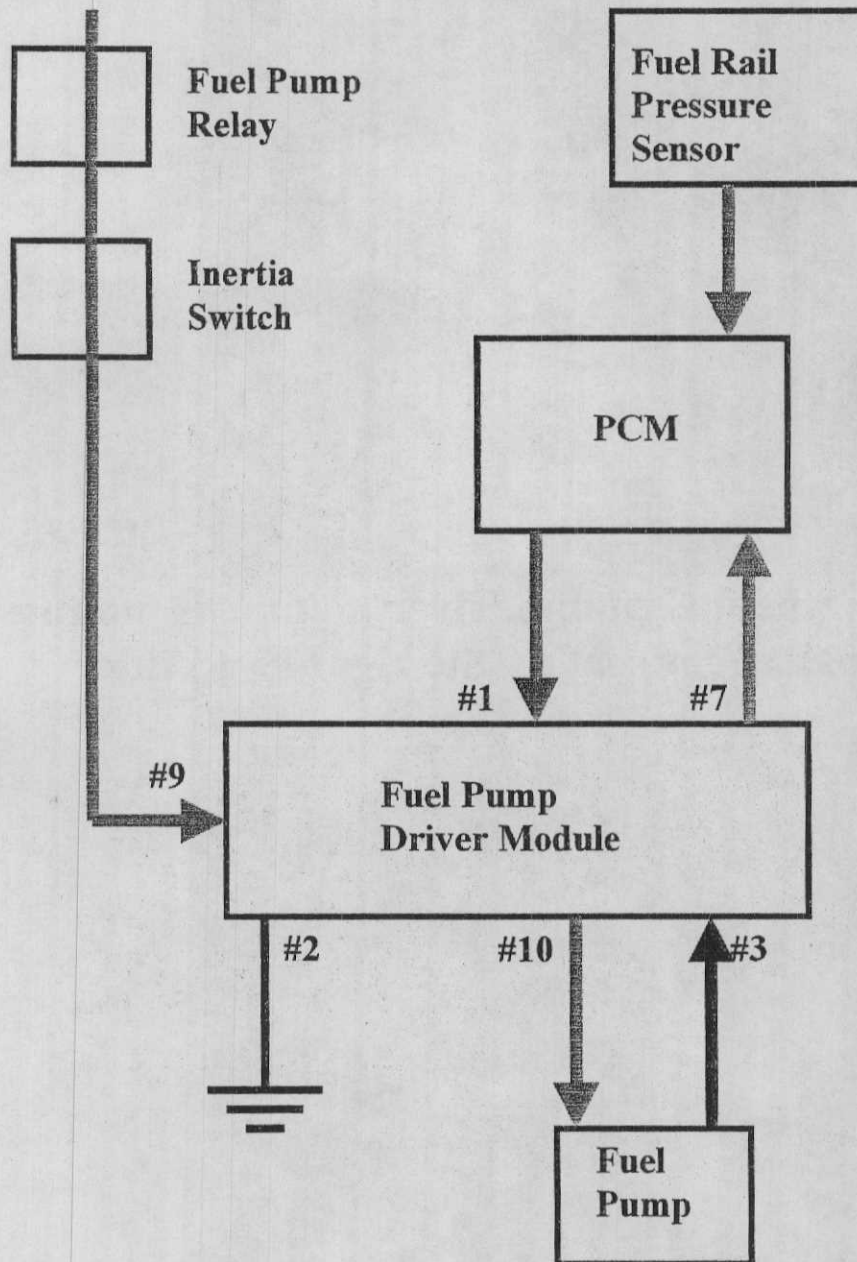 Fuel Pump
Relay
Fuel Rail
Pressure
Sensor
Inertia
Switch
PCM
#1
#7
#9
Fuel Pump
Driver Module
#2
#10
#3
Fuel
Pump